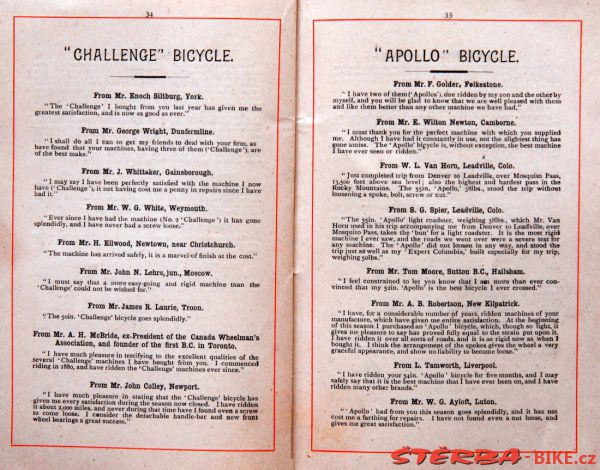 34
"CHALLENGE" BICYCLE.
From Mr. Enoch Siltburg, York.
"The 'Challenge' I bought from you last year has given me the
greatest satisfaction, and is now as good as ever."
From Mr. George Wright, Dunfermline.
"I shall do all I can to get my friends to deal with your firm, as I
have found that your machines, having three of them ('Challenge'), are
of the best make."
From Mr. J. Whittaker, Gainsborough.
"I may say I have been perfectly satisfied with the machine I now
have ('Challenge'), it not having cost me a penny in repairs since I have
had it."
From Mr. W. G. White, Weymouth.
"Ever since I have had the machine (No. 2 'Challenge') it has gone
splendidly, and I have never had a screw loose."
From Mr. H. Ellwood, Newtown, near Christchurch.
"The machine has arrived safely, it is a marvel of finish at the cost."
From Mr. John N. Lehrs, jun., Moscow.
"I must say that a more easy-going and rigid machine than the
'Challenge' could not be wished for."
From Mr. James R. Laurie, Troon.
"The 50in. 'Challenge' bicycle goes splendidly."
From Mr. A. H. McBride, ex-President of the Canada Wheelman's
Association, and founder of the first B.C. in Toronto.
"I have much pleasure in testifying to the excellent qualities of the
several 'Challenge' machines I have bought from you. I commenced
riding in 1880, and have ridden the 'Challenge' machines ever since."
From Mr. John Colley, Newport.
"I have much pleasure in stating that the 'Challenge' bicycle has
given me every satisfaction during the season now closed. I have ridden
it about 2,000 miles, and never during that time have I found even a screw
to come loose. I consider the detachable handle-bar and new front
wheel bearings a great success."
35
"APOLLO" BICYCLE.
From Mr. F. Golder, Folkestone.
"I have two of them ('Apollos'), one ridden by my son and the other by
myself, and you will be glad to know that we are well pleased with them
and like them better than any other machine we have had."
From Mr. E. Wilton Newton, Camborne.
"I must thank you for the perfect machine with which you supplied
me. Although I have had it constantly in use, not the slightest thing has
gone amiss. The 'Apollo' bicycle is, without exception, the best machine
I have ever seen or ridden."
From W. L. Van Horn, Leadville, Colo.
"Just completed trip from Denver to Leadville, over Mosquito Pass,
13,500 feet above sea level; also the highest and hardest pass in the
Rocky Mountains. The 55in. 'Apollo,' 38lbs., stood the trip without
loosening a spoke, bolt, screw or nut."
From S. G. Spier, Leadville, Colo.
"The 55in. 'Apollo' light roadster, weighing 38lbs., which Mr. Van
Horn used in his trip accompanying me from Denver to Leadville, over
Mosquito Pass, takes the 'bun' for a light roadster. It is the most rigid
machine I ever saw, and the roads we went over were a severe test for
any machine. The 'Apollo' did not loosen in any way, and stood the
trip just as well as my 'Expert Columbia,' built especially for my trip,
weighing 50lbs."
From Mr. Tom Moore, Sutton B.C., Hailsham.
"I feel constrained to let you know that I am more than ever con-
vinced that my 52in. 'Apollo' is the best bicycle I ever crossed."
From Mr. A. B. Robertson, New Kilpatrick.
"I have, for a considerable number of years, ridden machines of your
manufacture, which have given me entire satisfaction. At the beginning
of this season I purchased an 'Apollo' bicycle, which, though so light, it
gives me pleasure to say has proved fully equal to the strain put upon it.
I have ridden it over all sorts of roads, and it is as rigid now as when I
bought it. I think the arrangement of the spokes gives the wheel a very
graceful appearance, and show no liability to become loose."
From L. Tamworth, Liverpool.
"I have ridden your 54in. 'Apollo' bicycle for five months, and I may
safely say that it is the best machine that I have ever been on, and I have
ridden many other brands."
From Mr. W. G. Ayloft, Luton.
"'Apollo' had from you this season goes splendidly, and it has not
cost me a farthing for repairs. I have not found even a nut loose, and
gives me great satisfaction."
ŠTĚRBA-BIKE.cz